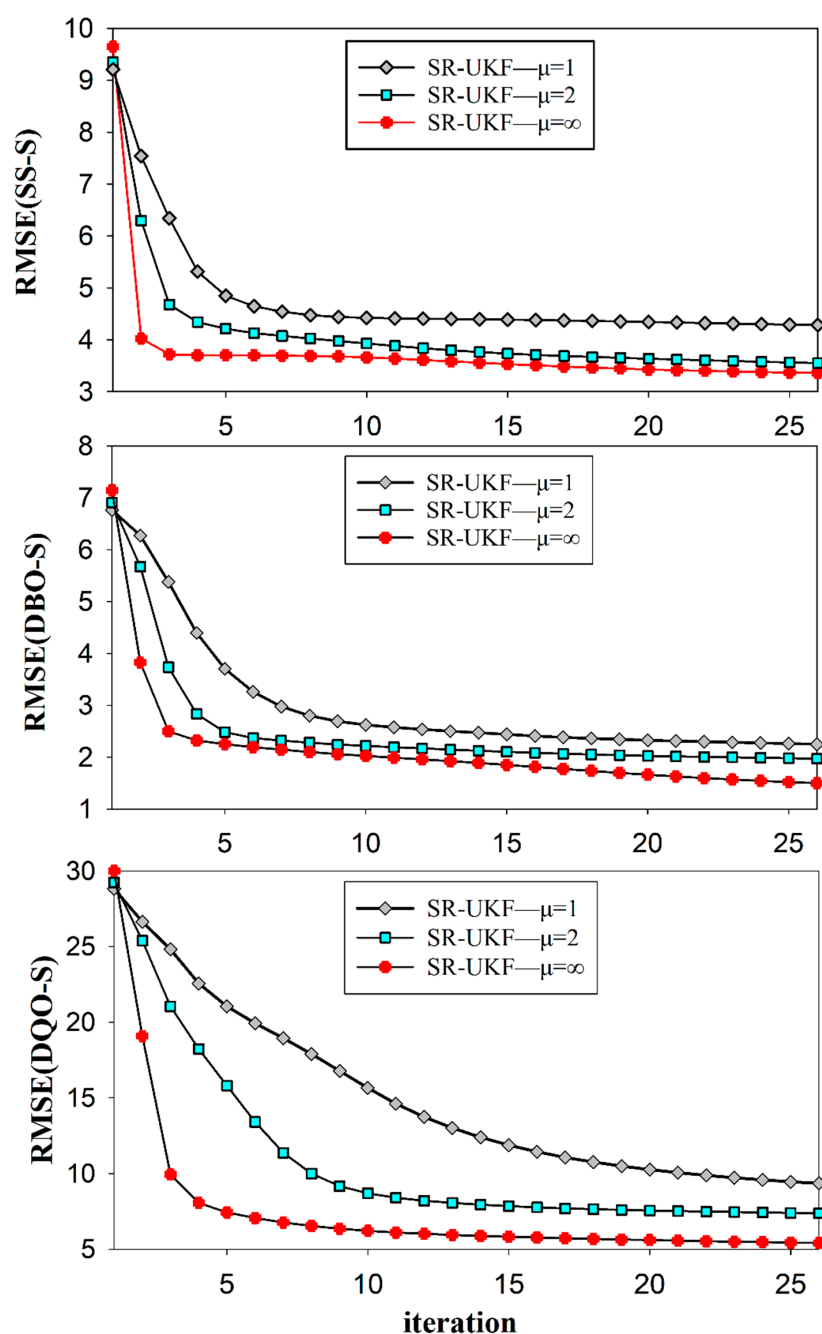 10
9
8
7
6
5
4
3
RMSE(SS-S)
SR-UKF—μ=1
SR-UKF—μ=2
SR-UKF—μ=∞
5 10 15 20 25
8
7
6
5
4
3
2
1
RMSE(DBO-S)
SR-UKF—μ=1
SR-UKF—μ=2
SR-UKF—μ=∞
5 10 15 20 25
30
25
20
15
10
5
RMSE(DQO-S)
SR-UKF—μ=1
SR-UKF—μ=2
SR-UKF—μ=∞
5 10 15 20 25
iteration